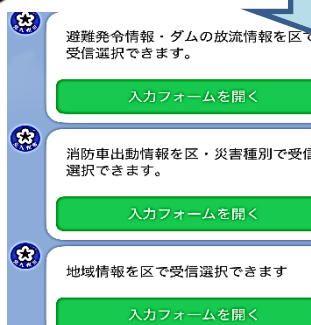 避難発令情報・ダムの放流情報を区で
受信選択できます。
入力フォームを開く
消防車出動情報を区・災害種別で受信
選択できます。
入力フォームを開く
地域情報を区で受信選択できます
入力フォームを開く